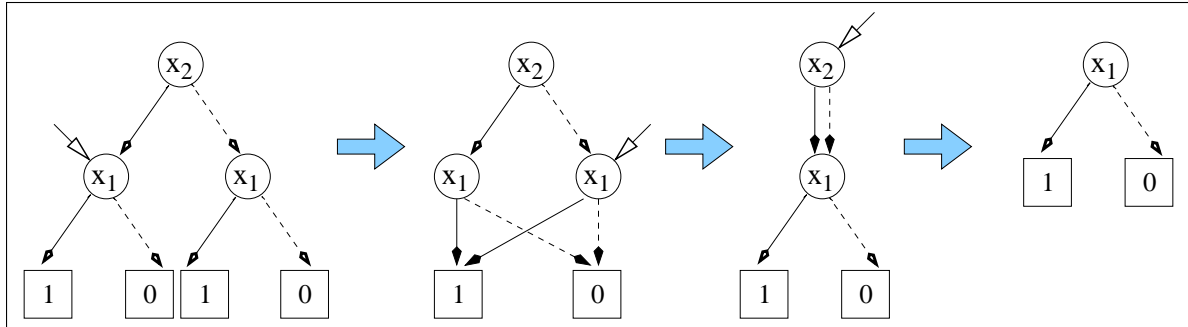 x₂ x₂ x₂ x₁
x₁ x₁ x₁ x₁ x₁ 1 0
1 0 1 0 1 0 1 0